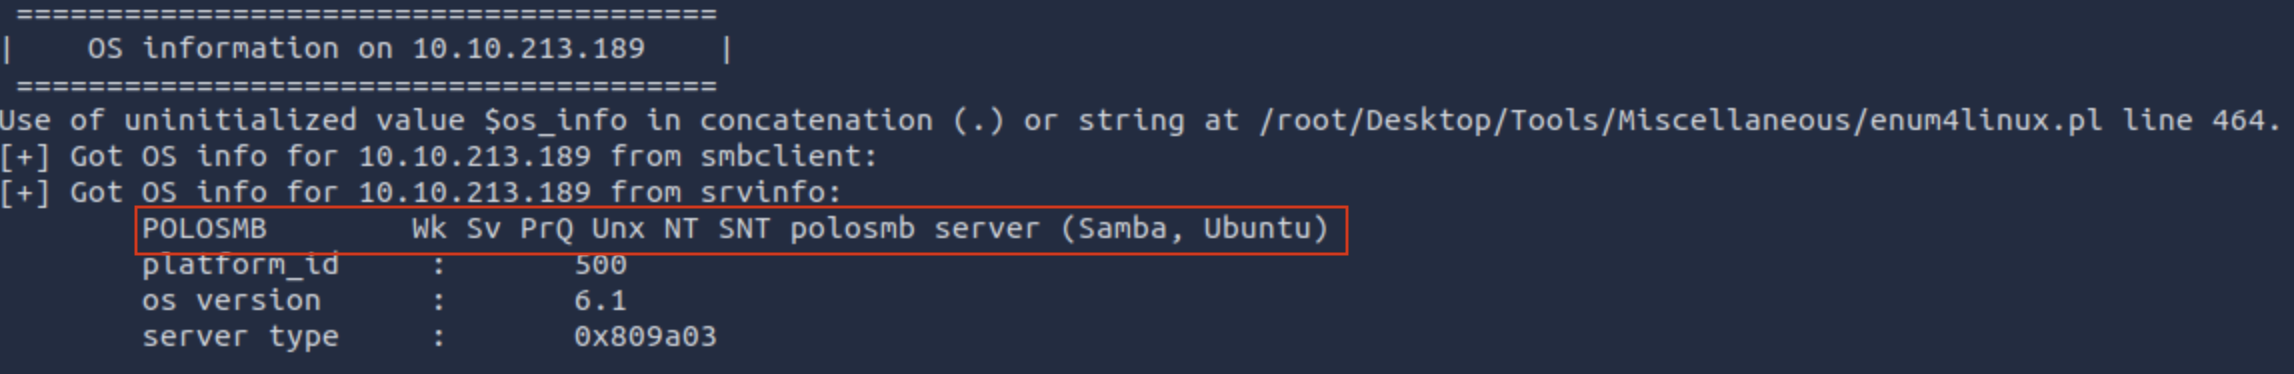 =======================================
|    OS information on 10.10.213.189    |
=======================================
Use of uninitialized value $os_info in concatenation (.) or string at /root/Desktop/Tools/Miscellaneous/enum4linux.pl line 464.
[+] Got OS info for 10.10.213.189 from smbclient:
[+] Got OS info for 10.10.213.189 from srvinfo:
POLOSMB        Wk Sv PrQ Unx NT SNT polosmb server (Samba, Ubuntu)
platform_id     :       500
os version      :       6.1
server type     :       0x809a03